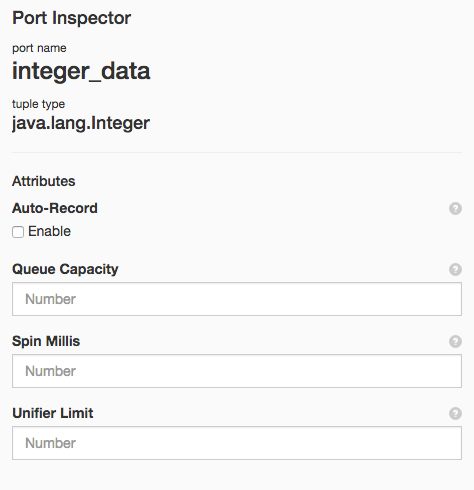 Port Inspector
port name
integer_data
tuple type
java.lang.Integer
Attributes
Auto-Record ?
Enable
Queue Capacity ?
Number
Spin Millis ?
Number
Unifier Limit ?
Number